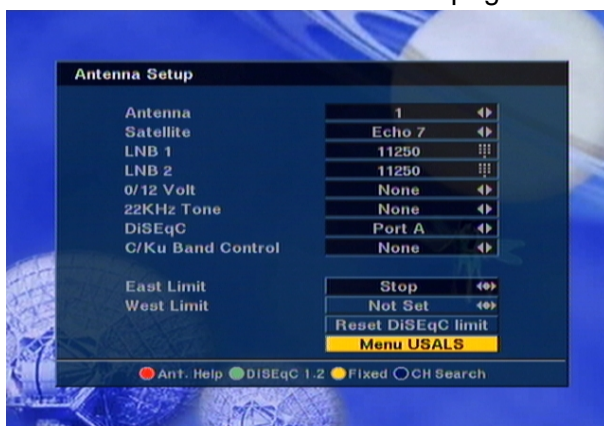 Antenna Setup
Antenna 1
Satellite Echo 7
LNB 1 11250
LNB 2 11250
0/12 Volt None
22KHz Tone None
DiSEqC Port A
C/Ku Band Control None
East Limit Stop
West Limit Not Set
Reset DiSEqC limit
Menu USALS
Ant. Help DiSEqC 1.2 Fixed CH Search